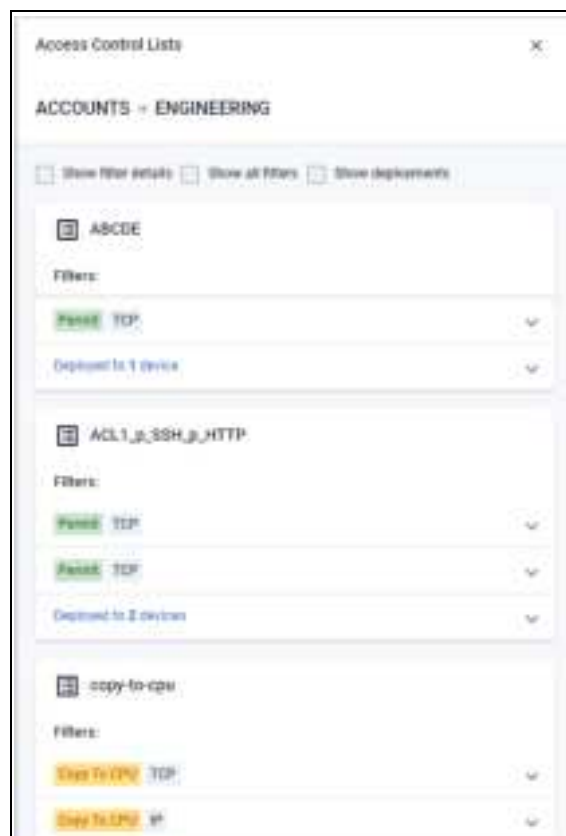 Access Control Lists ×
ACCOUNTS - ENGINEERING
Show filter details Show all filters Show deployments
ABCDE
Filters:
Permit TCP
Deployed to 1 device
ACL1_p_SSH_p_HTTP
Filters:
Permit TCP
Permit TCP
Deployed to 2 devices
copy-to-cpu
Filters:
Copy To CPU TCP
Copy To CPU IP